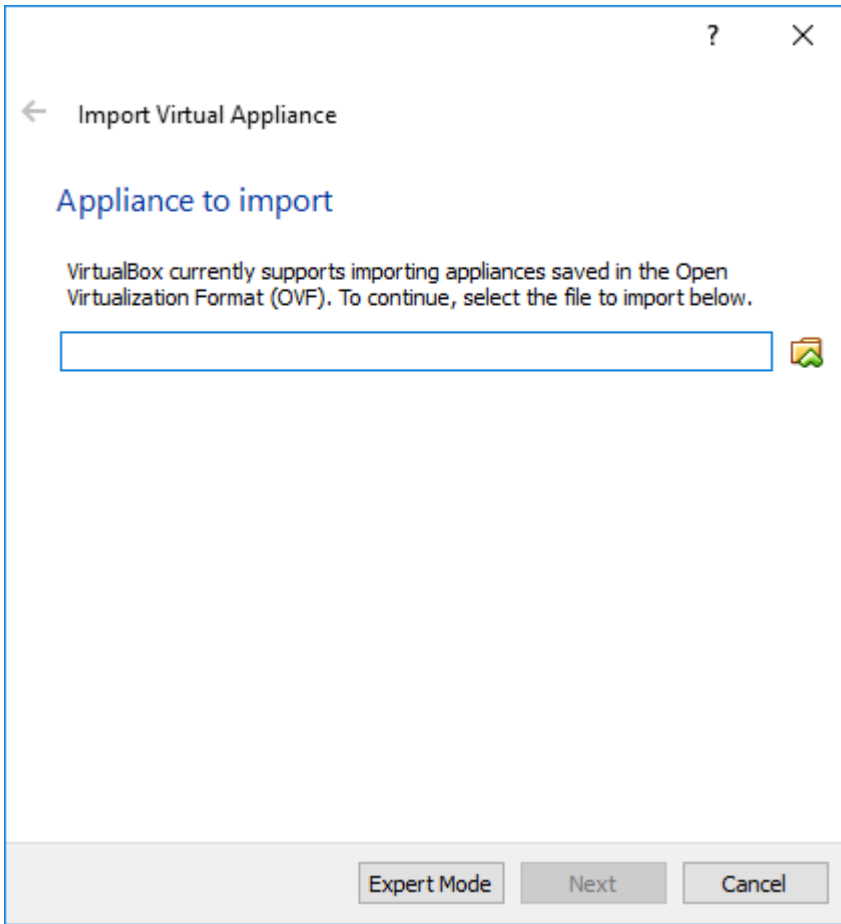 ?
Import Virtual Appliance
Appliance to import
VirtualBox currently supports importing appliances saved in the Open
Virtualization Format (OVF). To continue, select the file to import below.
Expert Mode Next Cancel